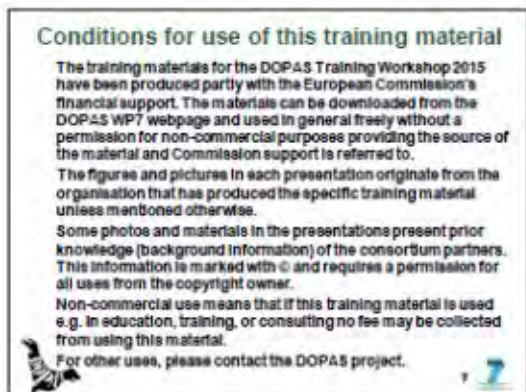 Conditions for use of this training material
The training materials for the DOPAS Training Workshop 2015
have been produced partly with the European Commission's
financial support. The materials can be downloaded from the
DOPAS WP7 webpage and used in general freely without a
permission for non-commercial purposes providing the source of
the material and Commission support is referred to.
The figures and pictures in each presentation originate from the
organisation that has produced the specific training material
unless mentioned otherwise.
Some photos and materials in the presentations present prior
knowledge (background information) of the consortium partners.
This information is marked with © and requires a permission for
all uses from the copyright owner.
Non-commercial use means that if this training material is used
e.g. in education, training, or consulting no fee may be collected
from using this material.
For other uses, please contact the DOPAS project.